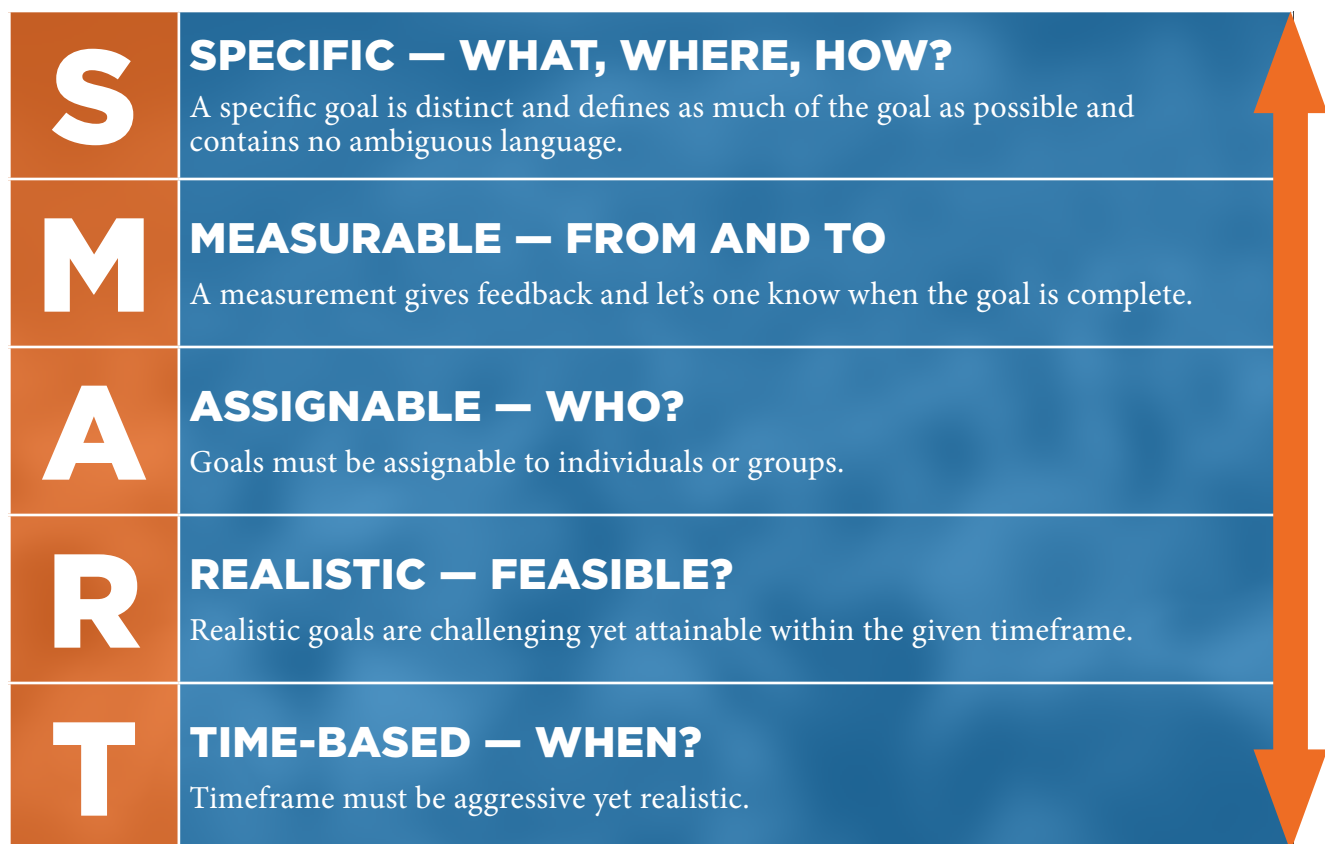 S
SPECIFIC — WHAT, WHERE, HOW?
A specific goal is distinct and defines as much of the goal as possible and
contains no ambiguous language.
M
MEASURABLE — FROM AND TO
A measurement gives feedback and let’s one know when the goal is complete.
A
ASSIGNABLE — WHO?
Goals must be assignable to individuals or groups.
R
REALISTIC — FEASIBLE?
Realistic goals are challenging yet attainable within the given timeframe.
T
TIME-BASED — WHEN?
Timeframe must be aggressive yet realistic.